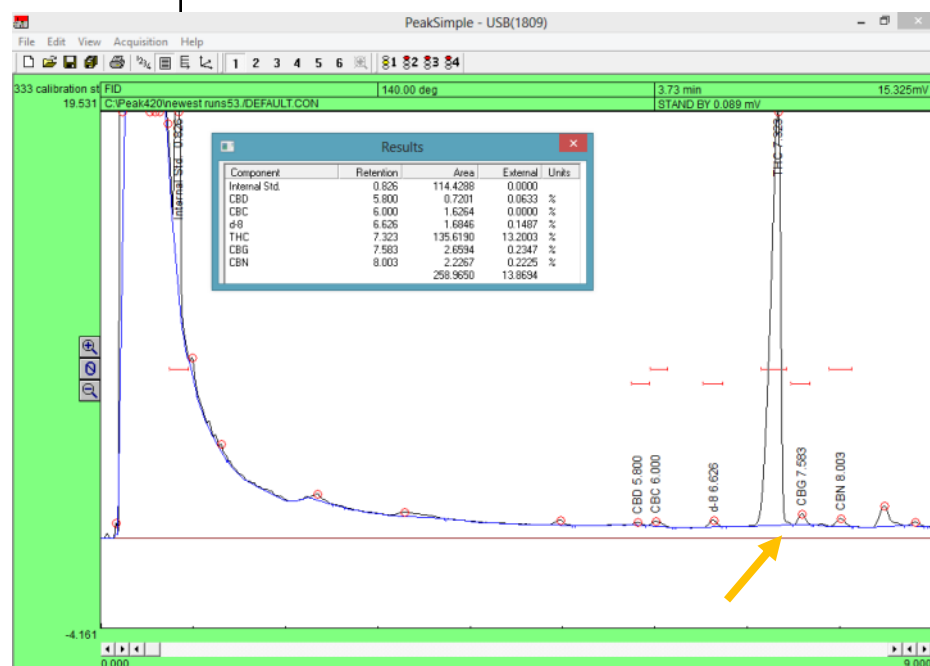 PeakSimple - USB(1809)
File Edit View Acquisition Help
1 2 3 4 5 6 1 2 3 4
333 calibration st FID 140.00 deg 3.73 min 15.325mV
19.531 C:\Peak420\newest runs53./DEFAULT.CON STAND BY 0.089 mV
Internal Std. 0.826
THC 7.323
Results
Component Retention Area External Units
Internal Std. 0.826 114.4288 0.0000
CBD 5.800 0.7201 0.0633 %
CBC 6.000 1.6264 0.0000 %
d-8 6.626 1.6846 0.1487 %
THC 7.323 135.6190 13.2003 %
CBG 7.583 2.6594 0.2347 %
CBN 8.003 2.2267 0.2225 %
258.9650 13.8694
CBD 5.800
CBC 6.000
d-8 6.626
CBG 7.583
CBN 8.003
-4.161
0.000 9.000